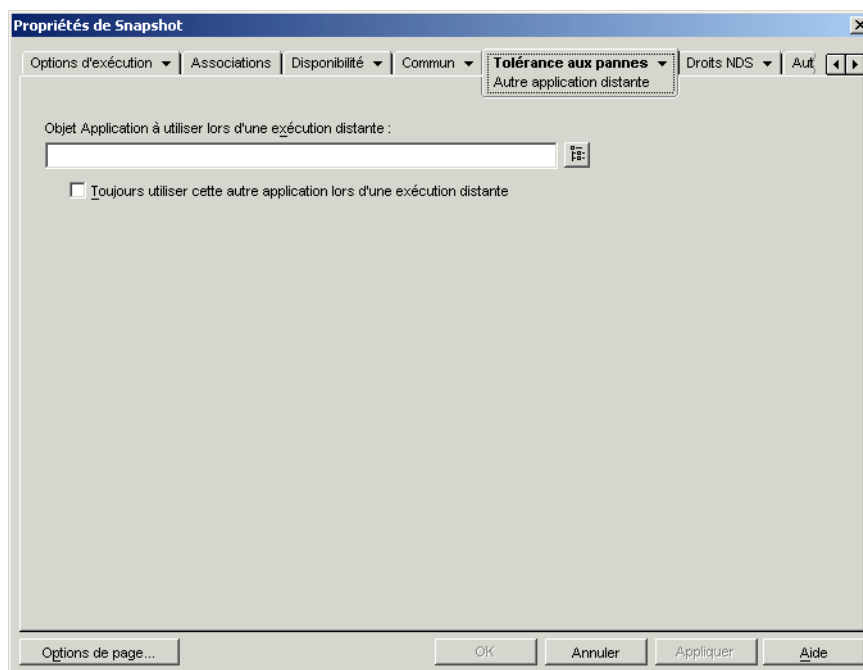 Propriétés de Snapshot
Options d'exécution
Associations
Disponibilité
Commun
Tolérance aux pannes
Droits NDS
Aut
Autre application distante
Objet Application à utiliser lors d'une exécution distante :
Toujours utiliser cette autre application lors d'une exécution distante
Options de page...
OK
Annuler
Appliquer
Aide